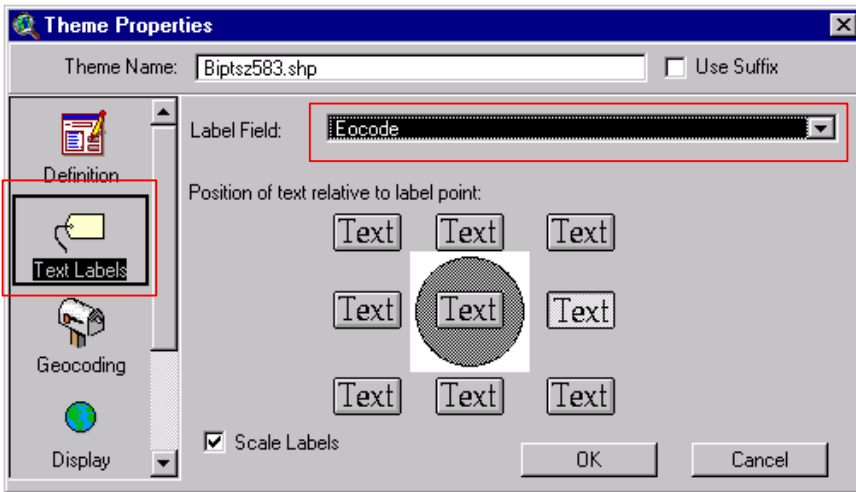 Theme Properties
Theme Name: Biptsz583.shp Use Suffix
Label Field: Eocode
Definition
Position of text relative to label point:
Text Text Text
Text Labels
Text Text Text
Geocoding
Text Text Text
Scale Labels
Display
OK Cancel